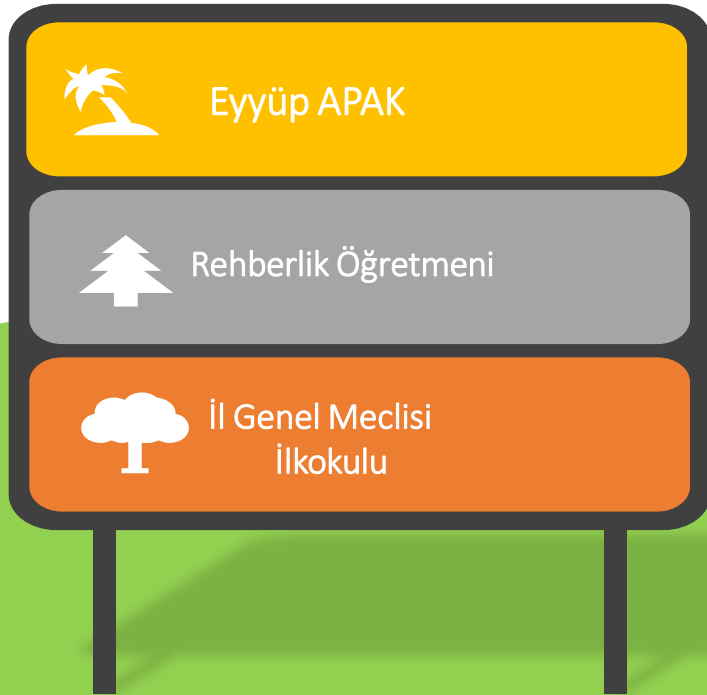 Eyyüp APAK
Rehberlik Öğretmeni
İl Genel Meclisi
İlkokulu